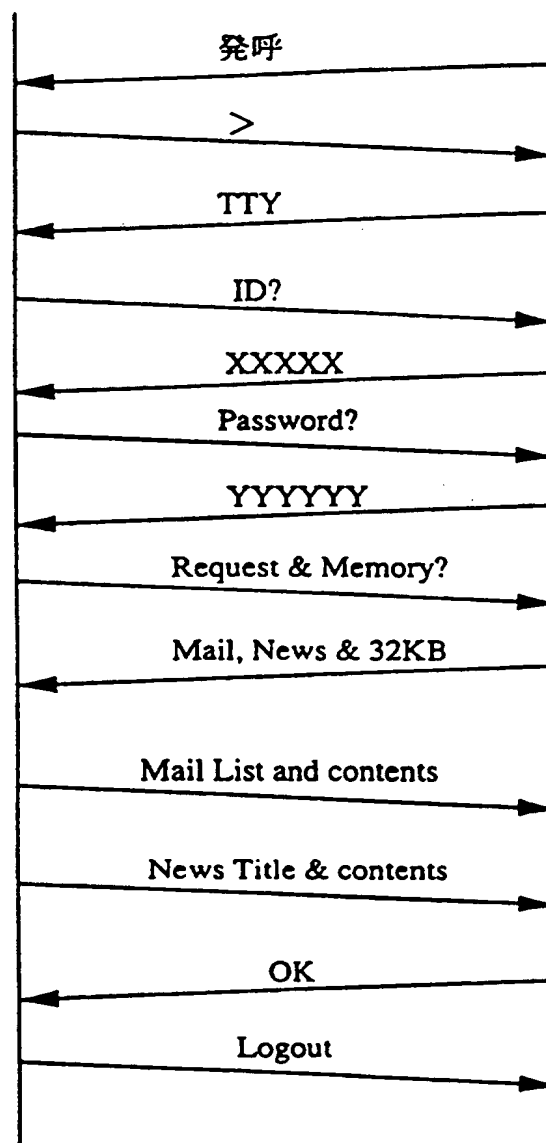 発呼
>
TTY
ID?
XXXXX
Password?
YYYYYY
Request & Memory?
Mail, News & 32KB
Mail List and contents
News Title & contents
OK
Logout